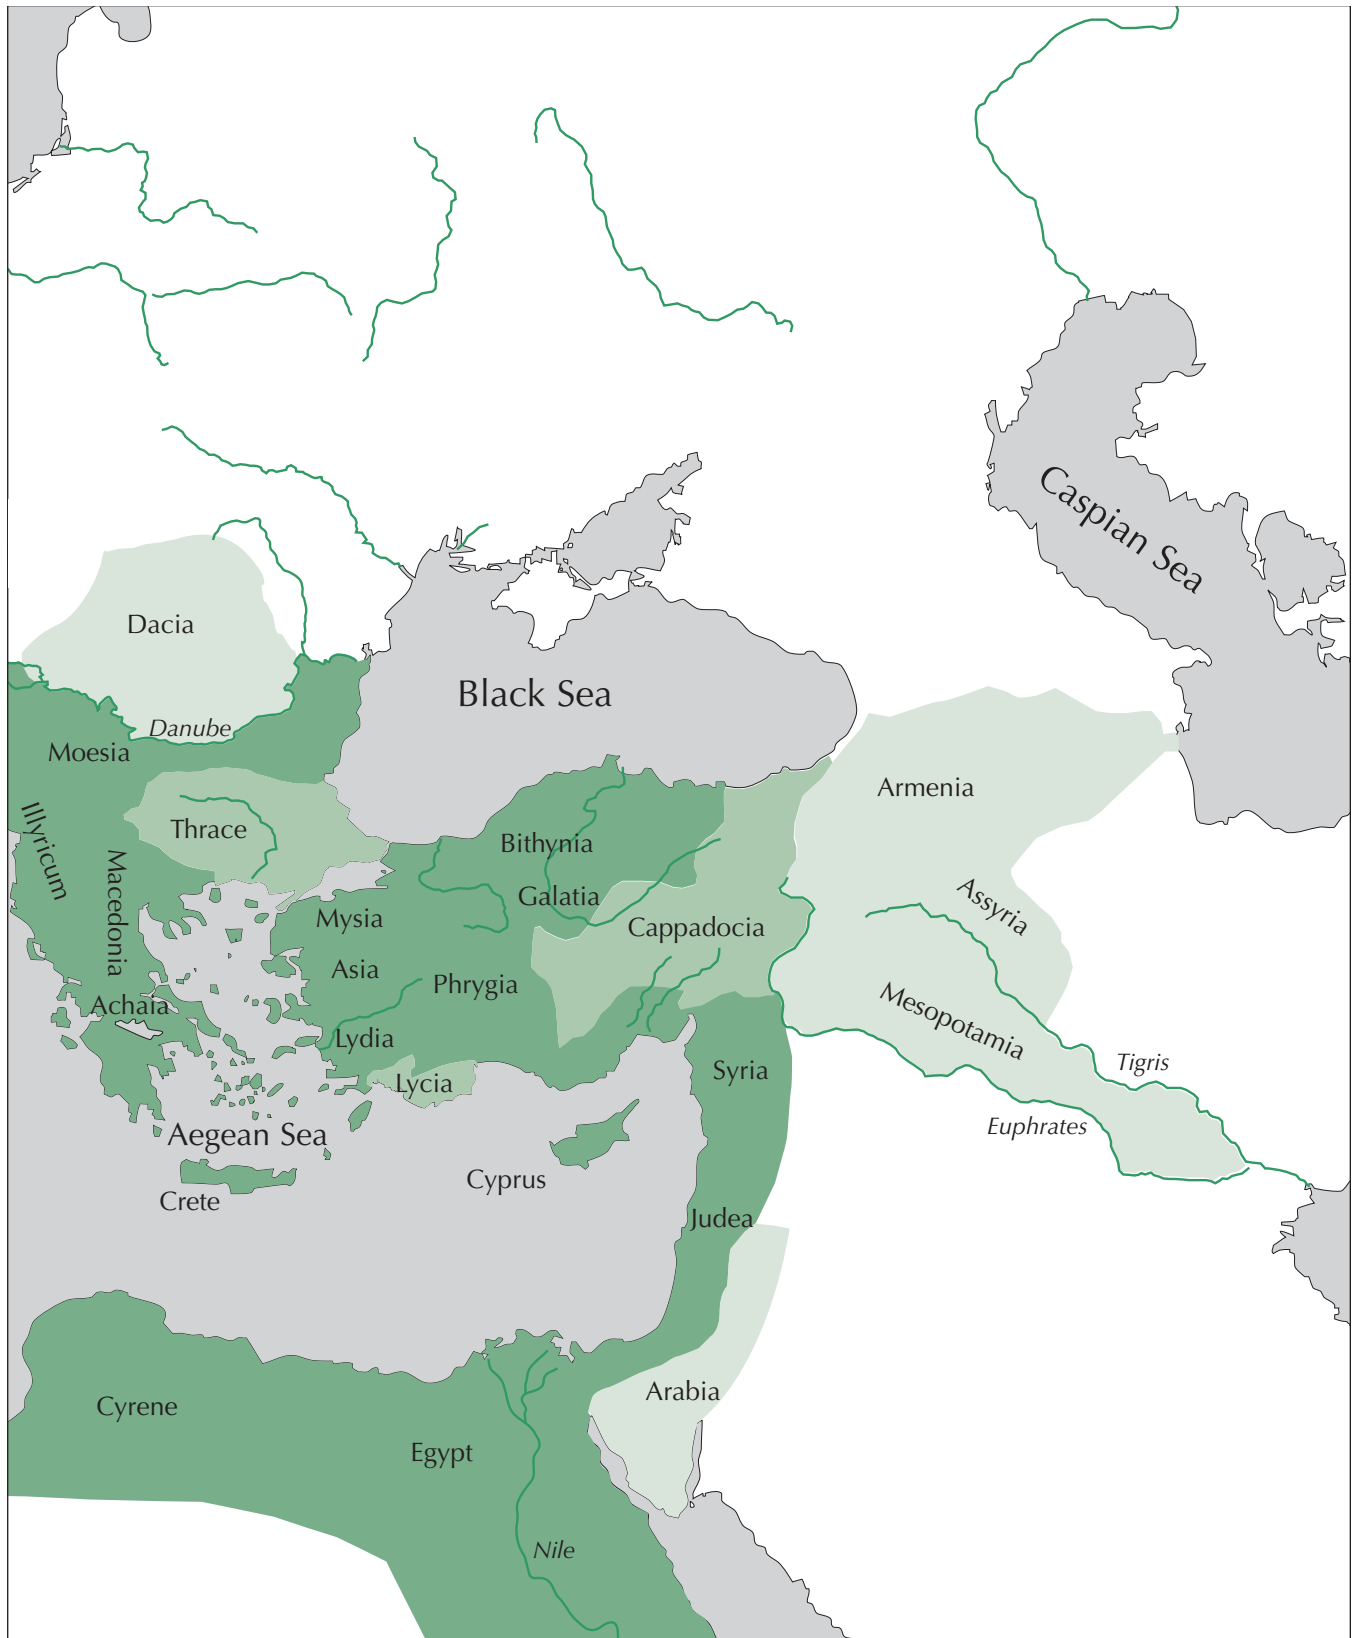 Caspian Sea
Dacia
Black Sea
Danube
Moesia
Armenia
Illyricum
Thrace
Bithynia
Macedonia
Galatia
Assyria
Mysia
Cappadocia
Asia
Phrygia
Achaia
Mesopotamia
Lydia
Tigris
Syria
Lycia
Euphrates
Aegean Sea
Cyprus
Crete
Judea
Arabia
Cyrene
Egypt
Nile